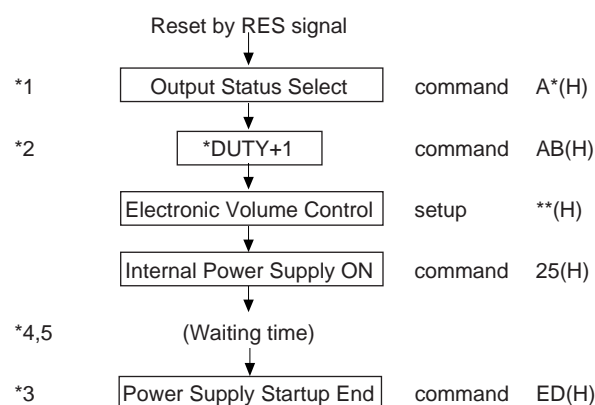 Reset by RES signal
*1 Output Status Select command A*(H)
*2 *DUTY+1 command AB(H)
Electronic Volume Control setup **(H)
Internal Power Supply ON command 25(H)
*4,5 (Waiting time)
*3 Power Supply Startup End command ED(H)